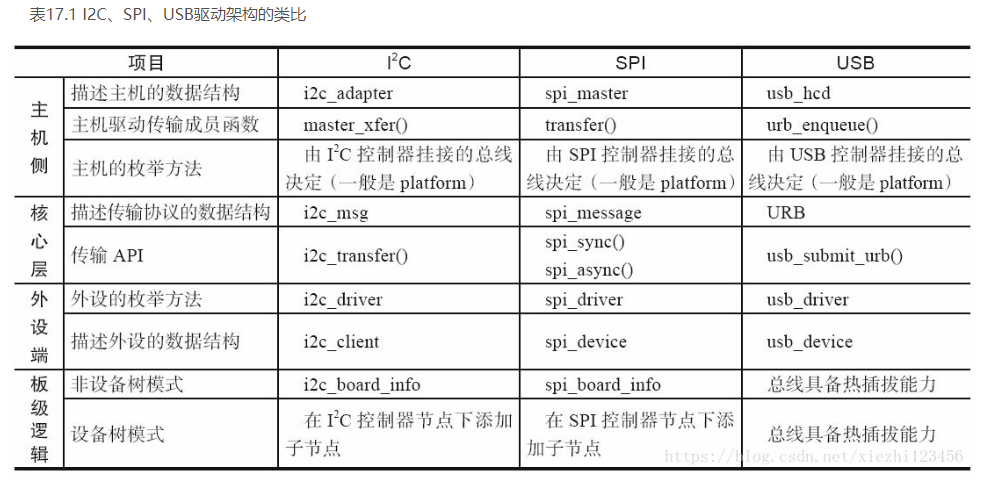 表17.1 I2C、SPI、USB驱动架构的类比
项目 I²C SPI USB
主机侧
描述主机的数据结构 i2c_adapter spi_master usb_hcd
主机驱动传输成员函数 master_xfer() transfer() urb_enqueue()
主机的枚举方法 由 I²C 控制器挂接的总线 由 SPI 控制器挂接的总 由 USB 控制器挂接的总
决定（一般是 platform） 线决定（一般是 platform） 线决定（一般是 platform）
核心层
描述传输协议的数据结构 i2c_msg spi_message URB
传输 API i2c_transfer() spi_sync() usb_submit_urb()
spi_async()
外设端
外设的枚举方法 i2c_driver spi_driver usb_driver
描述外设的数据结构 i2c_client spi_device usb_device
板级逻辑
非设备树模式 i2c_board_info spi_board_info 总线具备热插拔能力
设备树模式 在 I²C 控制器节点下添加 在 SPI 控制器节点下添 总线具备热插拔能力
子节点 加子节点
https://blog.csdn.net/xiezhi123456